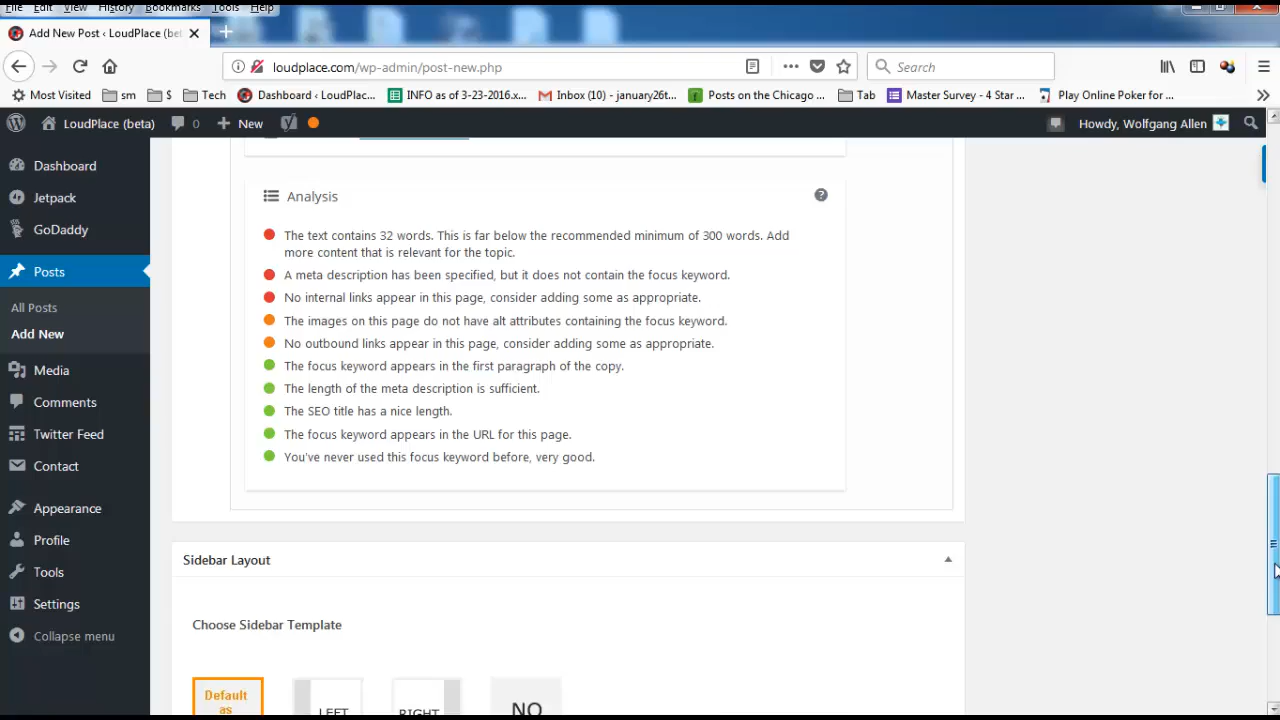 File Edit View History Bookmarks Tools Help
Add New Post ‹ LoudPlace (bet
loudplace.com/wp-admin/post-new.php
Search
Most Visited sm $ Tech Dashboard ‹ LoudPlac... INFO as of 3-23-2016.x... Inbox (10) - january26t... Posts on the Chicago ... Tab Master Survey - 4 Star ... Play Online Poker for ...
LoudPlace (beta) 0 New Howdy, Wolfgang Allen
Dashboard
Jetpack
GoDaddy
Posts
All Posts
Add New
Media
Comments
Twitter Feed
Contact
Appearance
Profile
Tools
Settings
Collapse menu
Analysis
The text contains 32 words. This is far below the recommended minimum of 300 words. Add
more content that is relevant for the topic.
A meta description has been specified, but it does not contain the focus keyword.
No internal links appear in this page, consider adding some as appropriate.
The images on this page do not have alt attributes containing the focus keyword.
No outbound links appear in this page, consider adding some as appropriate.
The focus keyword appears in the first paragraph of the copy.
The length of the meta description is sufficient.
The SEO title has a nice length.
The focus keyword appears in the URL for this page.
You've never used this focus keyword before, very good.
Sidebar Layout
Choose Sidebar Template
Default
as
LEFT
RIGHT
NO